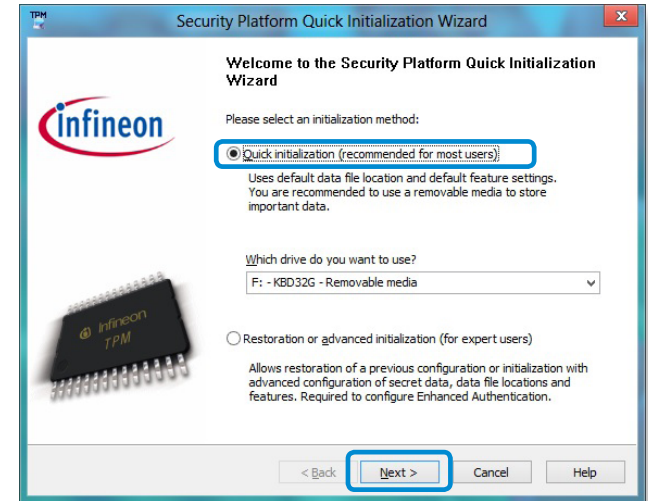 TPM
Security Platform Quick Initialization Wizard
x
Welcome to the Security Platform Quick Initialization
Wizard
infineon
Please select an initialization method:
Quick initialization (recommended for most users)
Uses default data file location and default feature settings.
You are recommended to use a removable media to store
important data.
Which drive do you want to use?
F: - KBD32G - Removable media
Infineon
TPM
Restoration or advanced initialization (for expert users)
Allows restoration of a previous configuration or initialization with
advanced configuration of secret data, data file locations and
features. Required to configure Enhanced Authentication.
< Back Next > Cancel Help